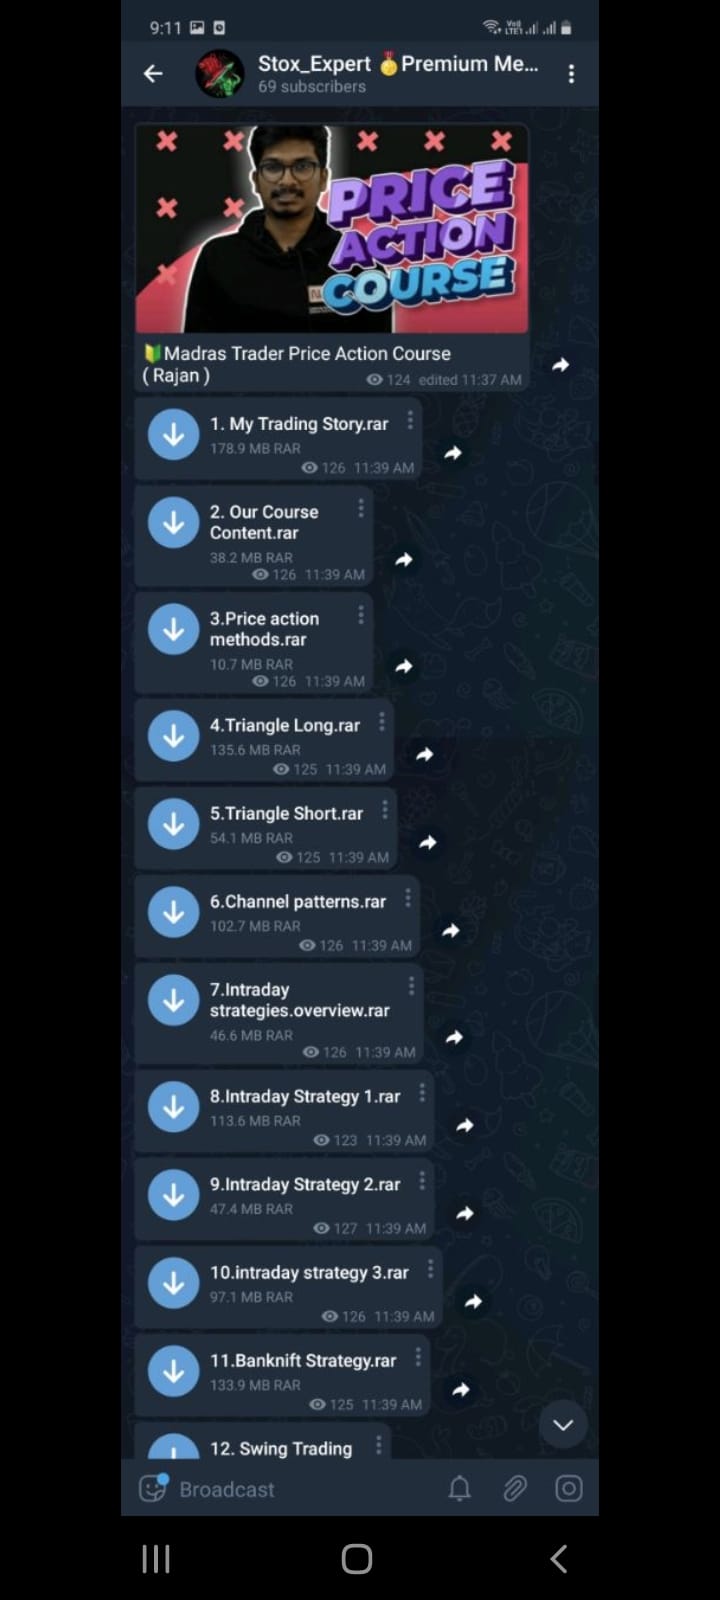 9:11
Vo)) LTE1
Stox_Expert 🏅Premium Me...
69 subscribers
PRICE
ACTION
COURSE
🔰Madras Trader Price Action Course
( Rajan )
124 edited 11:37 AM
1. My Trading Story.rar
178.9 MB RAR
126 11:39 AM
2. Our Course
Content.rar
38.2 MB RAR
126 11:39 AM
3.Price action
methods.rar
10.7 MB RAR
126 11:39 AM
4.Triangle Long.rar
135.6 MB RAR
125 11:39 AM
5.Triangle Short.rar
54.1 MB RAR
125 11:39 AM
6.Channel patterns.rar
102.7 MB RAR
126 11:39 AM
7.Intraday
strategies.overview.rar
46.6 MB RAR
126 11:39 AM
8.Intraday Strategy 1.rar
113.6 MB RAR
123 11:39 AM
9.Intraday Strategy 2.rar
47.4 MB RAR
127 11:39 AM
10.intraday strategy 3.rar
97.1 MB RAR
126 11:39 AM
11.Banknift Strategy.rar
133.9 MB RAR
125 11:39 AM
12. Swing Trading
Broadcast